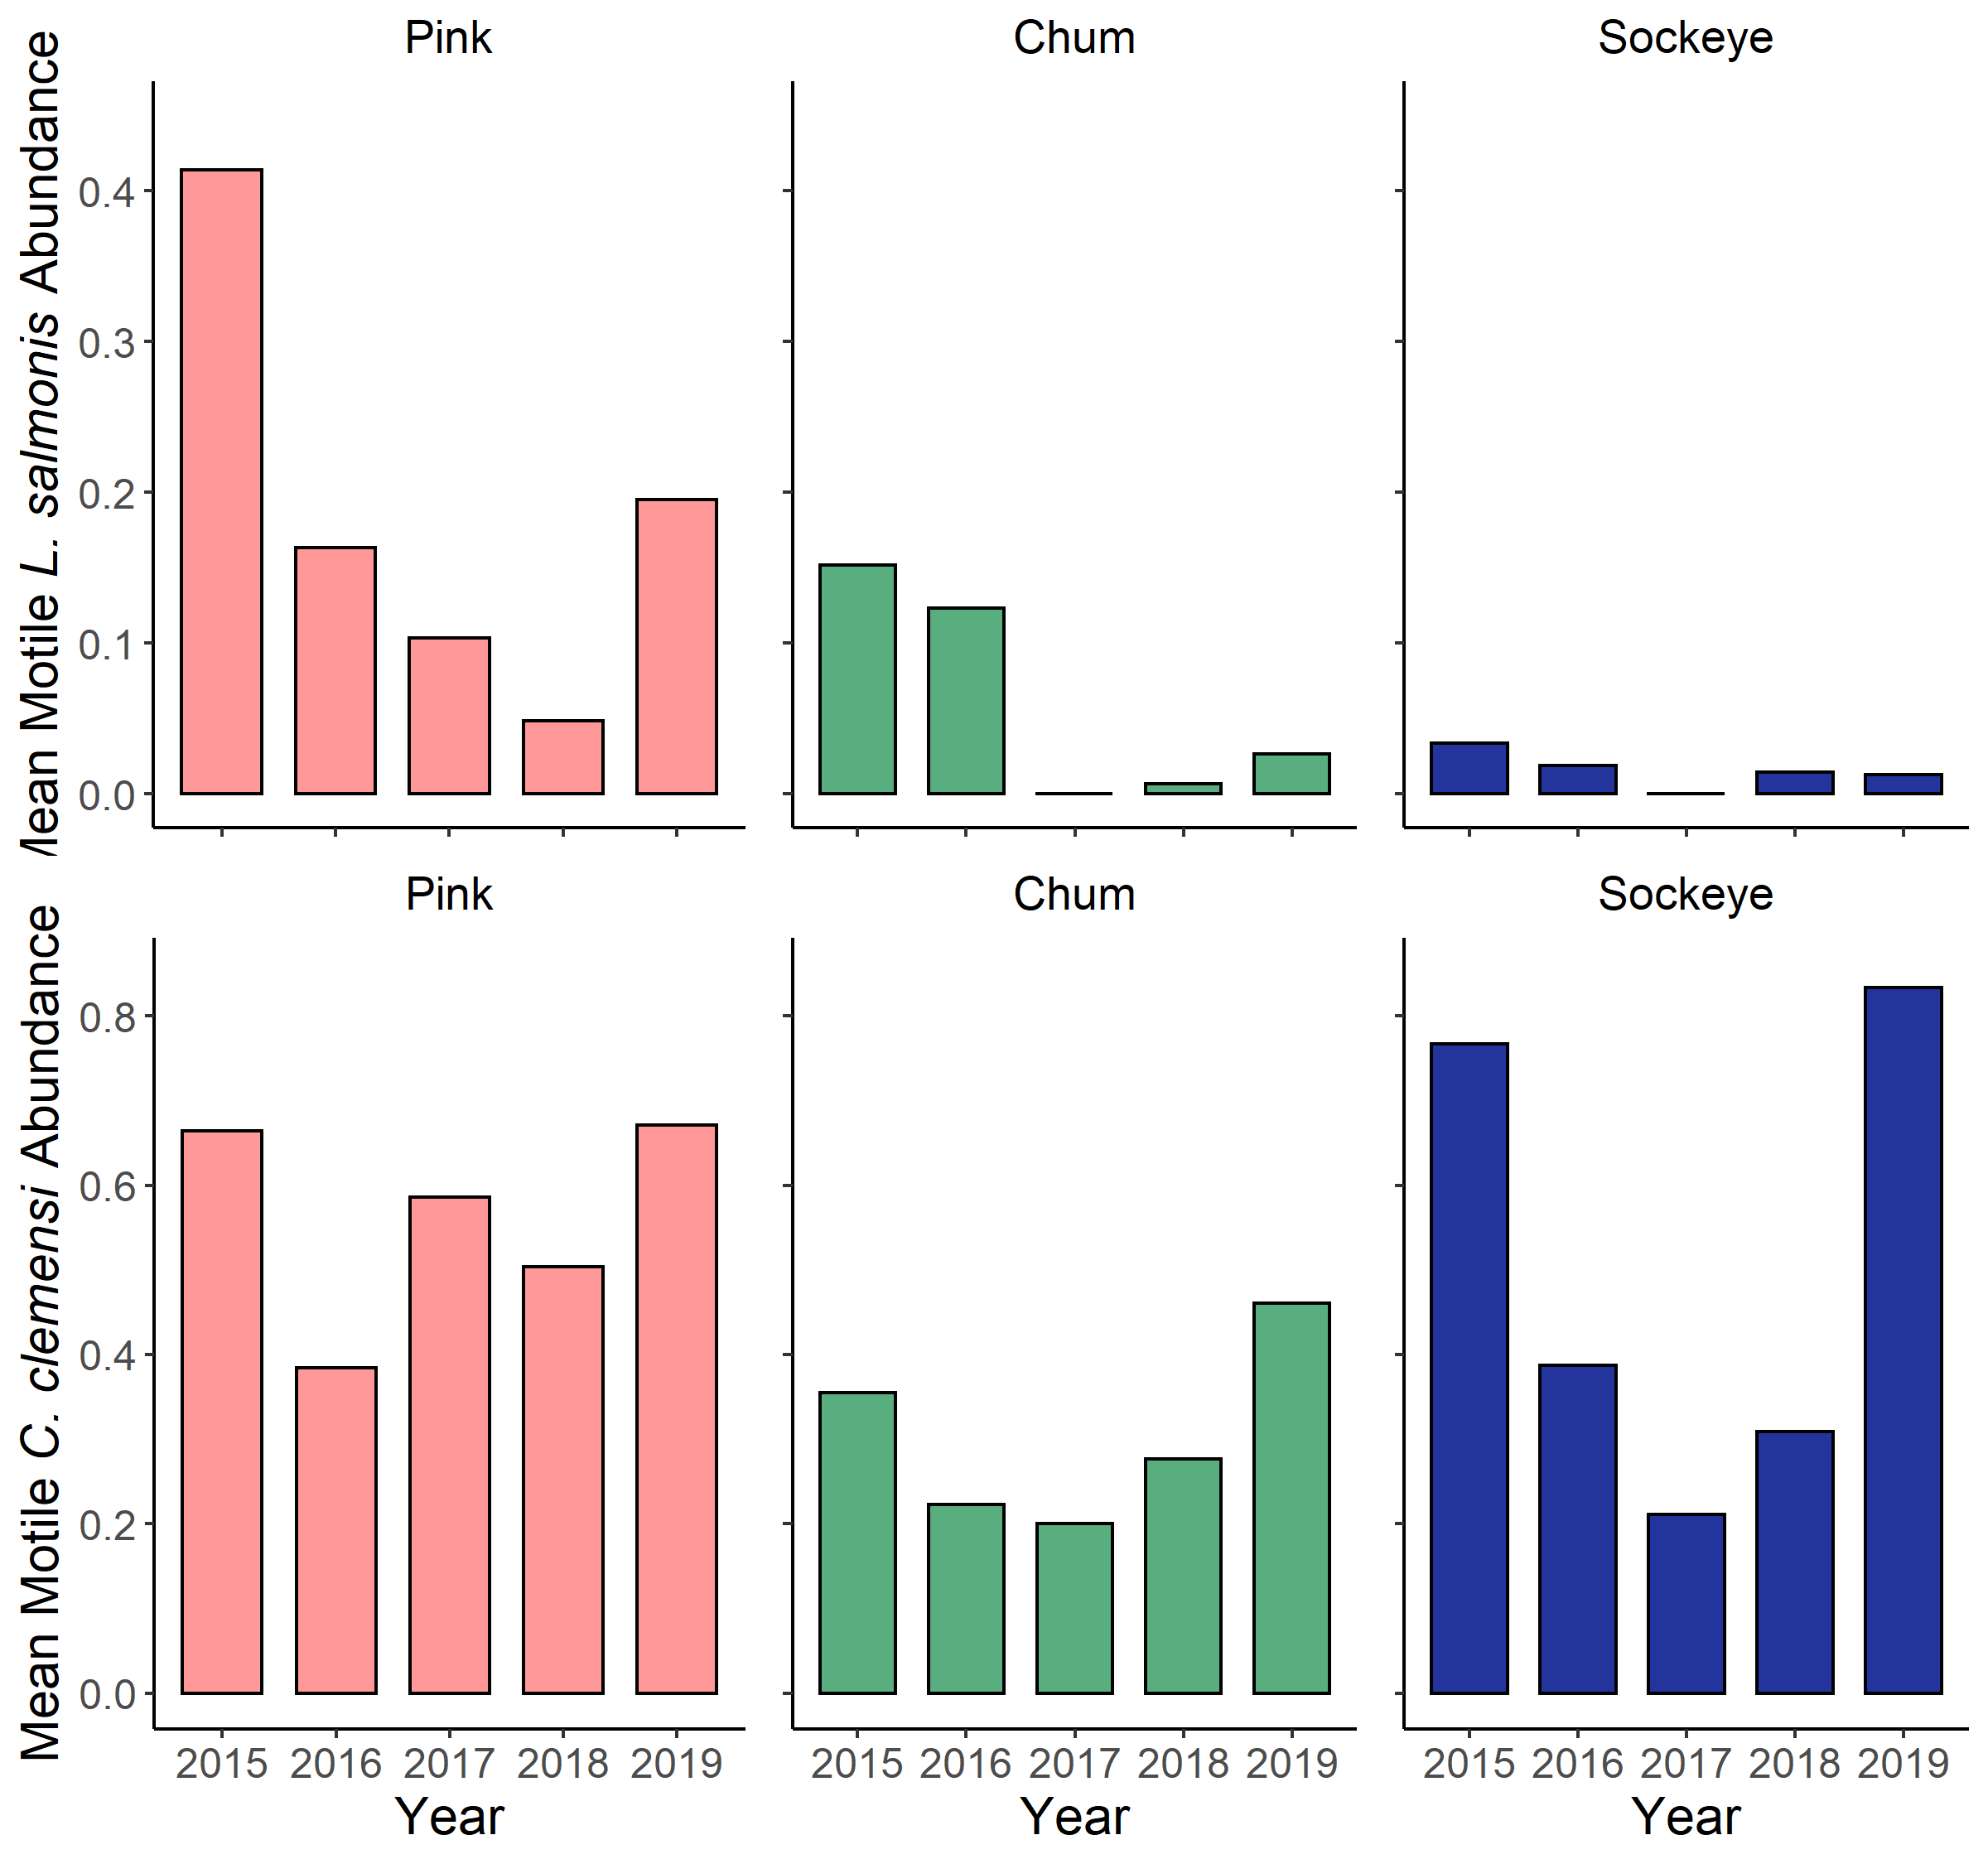 Pink Chum Sockeye
Mean Motile L. salmonis Abundance
0.4
0.3
0.2
0.1
0.0
Pink Chum Sockeye
Mean Motile C. clemensi Abundance
0.8
0.6
0.4
0.2
0.0
2015 2016 2017 2018 2019 2015 2016 2017 2018 2019 2015 2016 2017 2018 2019
Year Year Year